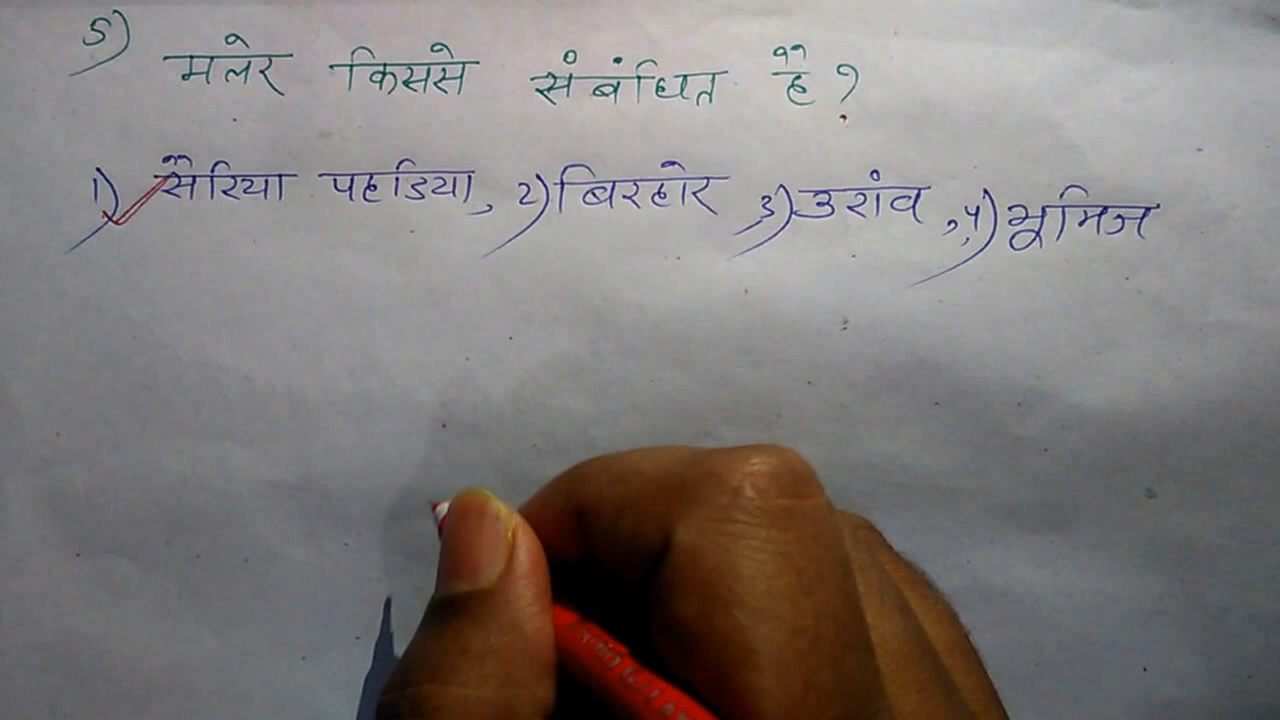 5) मलेर किससे संबंधित है ?
1) सैरिया पहडिया, 2) बिरहोर 3) उरांव , 4) भूमिज